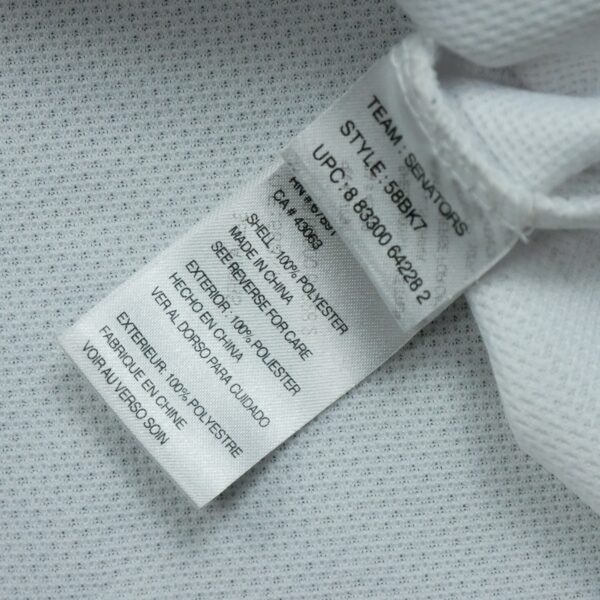 TEAM : SENATORS
STYLE : 58BK7
UPC : 8 83300 64228 2
CA # 43063
SHELL : 100% POLYESTER
MADE IN CHINA
SEE REVERSE FOR CARE
EXTERIOR: 100% POLIESTER
HECHO EN CHINA
VER AL DORSO PARA CUIDADO
EXTERIEUR: 100% POLYESTRE
FABRIQUE EN CHINE
VOIR AU VERSO SOIN